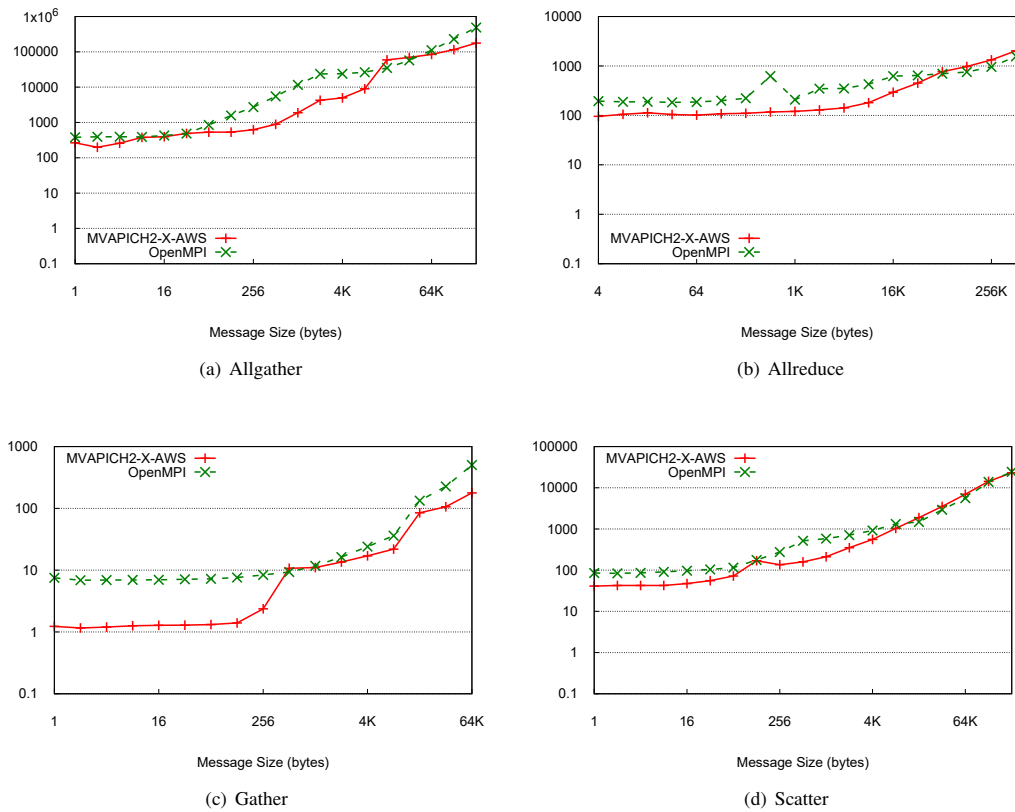 1x10^6
100000
10000
1000
100
10
1
0.1
MVAPICH2-X-AWS
OpenMPI
1 16 256 4K 64K
Message Size (bytes)
(a) Allgather
10000
1000
100
10
1
0.1
MVAPICH2-X-AWS
OpenMPI
4 64 1K 16K 256K
Message Size (bytes)
(b) Allreduce
1000
100
10
1
0.1
MVAPICH2-X-AWS
OpenMPI
1 16 256 4K 64K
Message Size (bytes)
(c) Gather
100000
10000
1000
100
10
1
0.1
MVAPICH2-X-AWS
OpenMPI
1 16 256 4K 64K
Message Size (bytes)
(d) Scatter